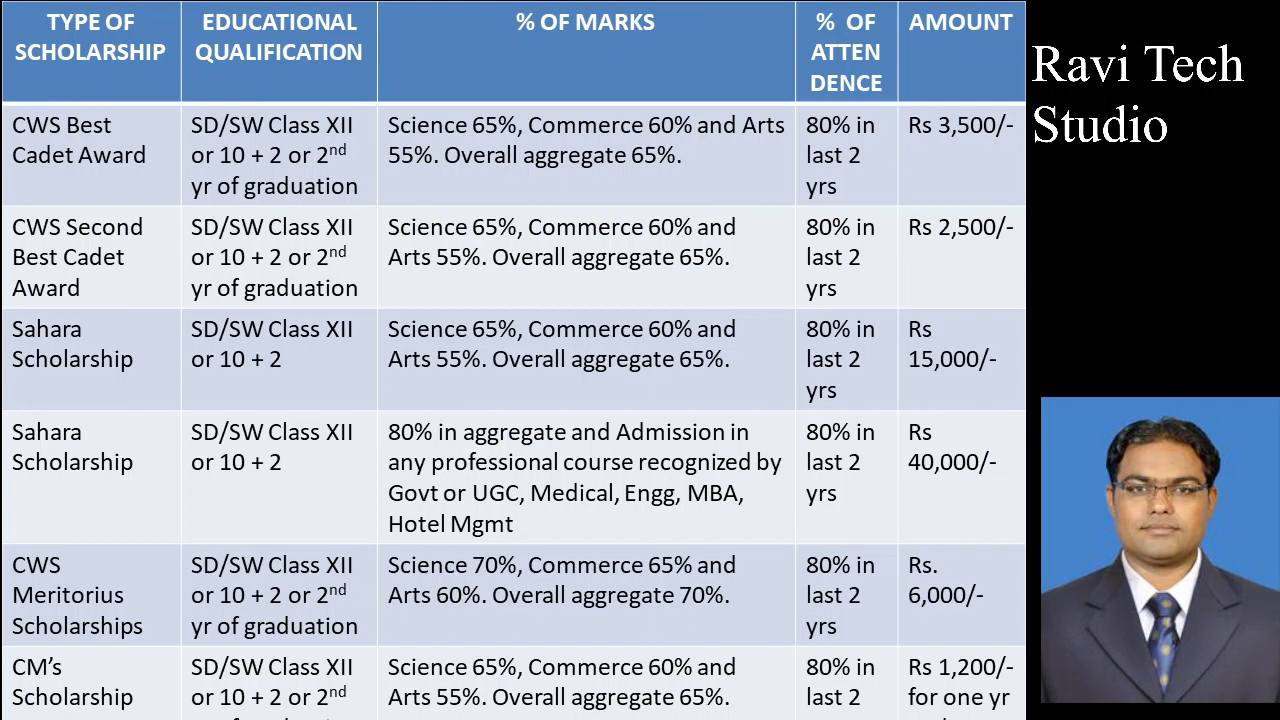 TYPE OF
SCHOLARSHIP
EDUCATIONAL
QUALIFICATION
% OF MARKS
% OF
ATTEN
DENCE
AMOUNT
CWS Best
Cadet Award
SD/SW Class XII
or 10 + 2 or 2nd
yr of graduation
Science 65%, Commerce 60% and Arts
55%. Overall aggregate 65%.
80% in
last 2
yrs
Rs 3,500/-
CWS Second
Best Cadet
Award
SD/SW Class XII
or 10 + 2 or 2nd
yr of graduation
Science 65%, Commerce 60% and
Arts 55%. Overall aggregate 65%.
80% in
last 2
yrs
Rs 2,500/-
Sahara
Scholarship
SD/SW Class XII
or 10 + 2
Science 65%, Commerce 60% and
Arts 55%. Overall aggregate 65%.
80% in
last 2
yrs
Rs
15,000/-
Sahara
Scholarship
SD/SW Class XII
or 10 + 2
80% in aggregate and Admission in
any professional course recognized by
Govt or UGC, Medical, Engg, MBA,
Hotel Mgmt
80% in
last 2
yrs
Rs
40,000/-
CWS
Meritorius
Scholarships
SD/SW Class XII
or 10 + 2 or 2nd
yr of graduation
Science 70%, Commerce 65% and
Arts 60%. Overall aggregate 70%.
80% in
last 2
yrs
Rs.
6,000/-
CM’s
Scholarship
SD/SW Class XII
or 10 + 2 or 2nd
Science 65%, Commerce 60% and
Arts 55%. Overall aggregate 65%.
80% in
last 2
Rs 1,200/-
for one yr
Ravi Tech
Studio